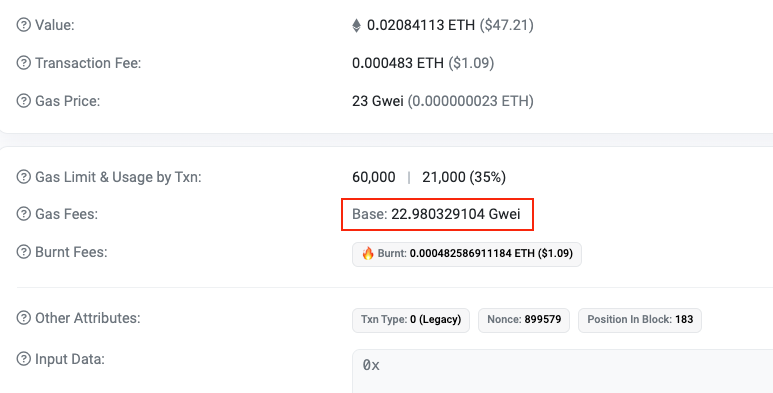 Value: 0.02084113 ETH ($47.21)
Transaction Fee: 0.000483 ETH ($1.09)
Gas Price: 23 Gwei (0.000000023 ETH)
Gas Limit & Usage by Txn: 60,000 | 21,000 (35%)
Gas Fees: Base: 22.980329104 Gwei
Burnt Fees: 🔥 Burnt: 0.000482586911184 ETH ($1.09)
Other Attributes: Txn Type: 0 (Legacy) Nonce: 899579 Position In Block: 183
Input Data: 0x